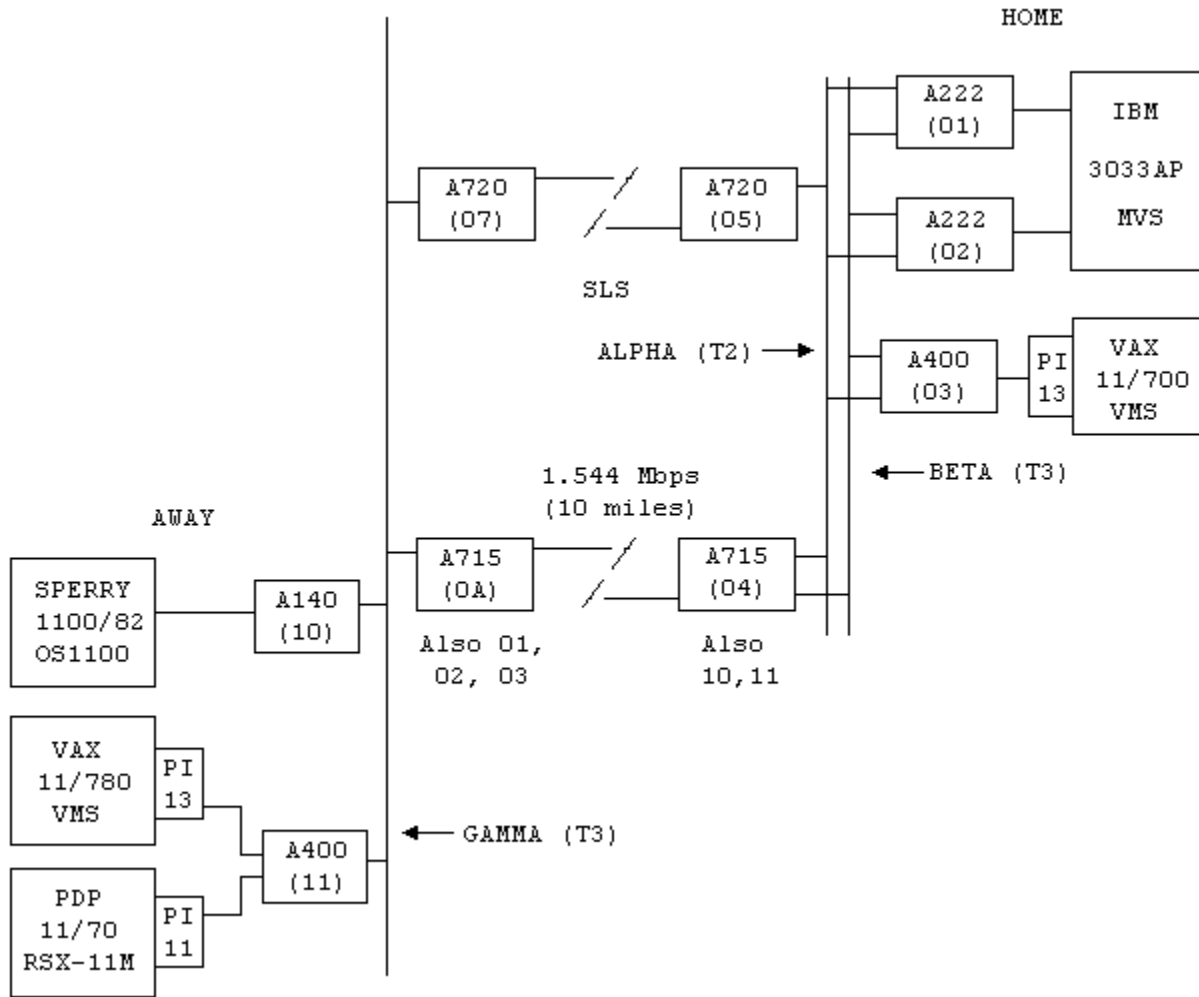 HOME
A222
(01)
IBM
3033AP
MVS
A720
(07)
A720
(05)
A222
(02)
SLS
ALPHA (T2)
A400
(03)
PI
13
VAX
11/700
VMS
BETA (T3)
1.544 Mbps
(10 miles)
AWAY
SPERRY
1100/82
OS1100
A140
(10)
A715
(0A)
A715
(04)
Also 01,
02, 03
Also
10,11
VAX
11/780
VMS
PI
13
GAMMA (T3)
A400
(11)
PDP
11/70
RSX-11M
PI
11